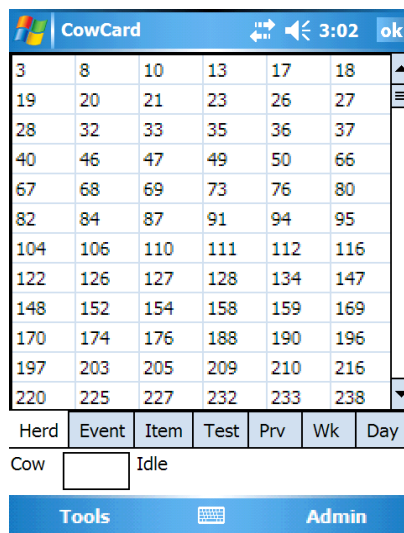 CowCard 3:02 ok
3 8 10 13 17 18
19 20 21 23 26 27
28 32 33 35 36 37
40 46 47 49 50 66
67 68 69 73 76 80
82 84 87 91 94 95
104 106 110 111 112 116
122 126 127 128 134 147
148 152 154 158 159 169
170 174 176 188 190 196
197 203 205 209 210 216
220 225 227 232 233 238
Herd Event Item Test Prv Wk Day
Cow Idle
Tools Admin